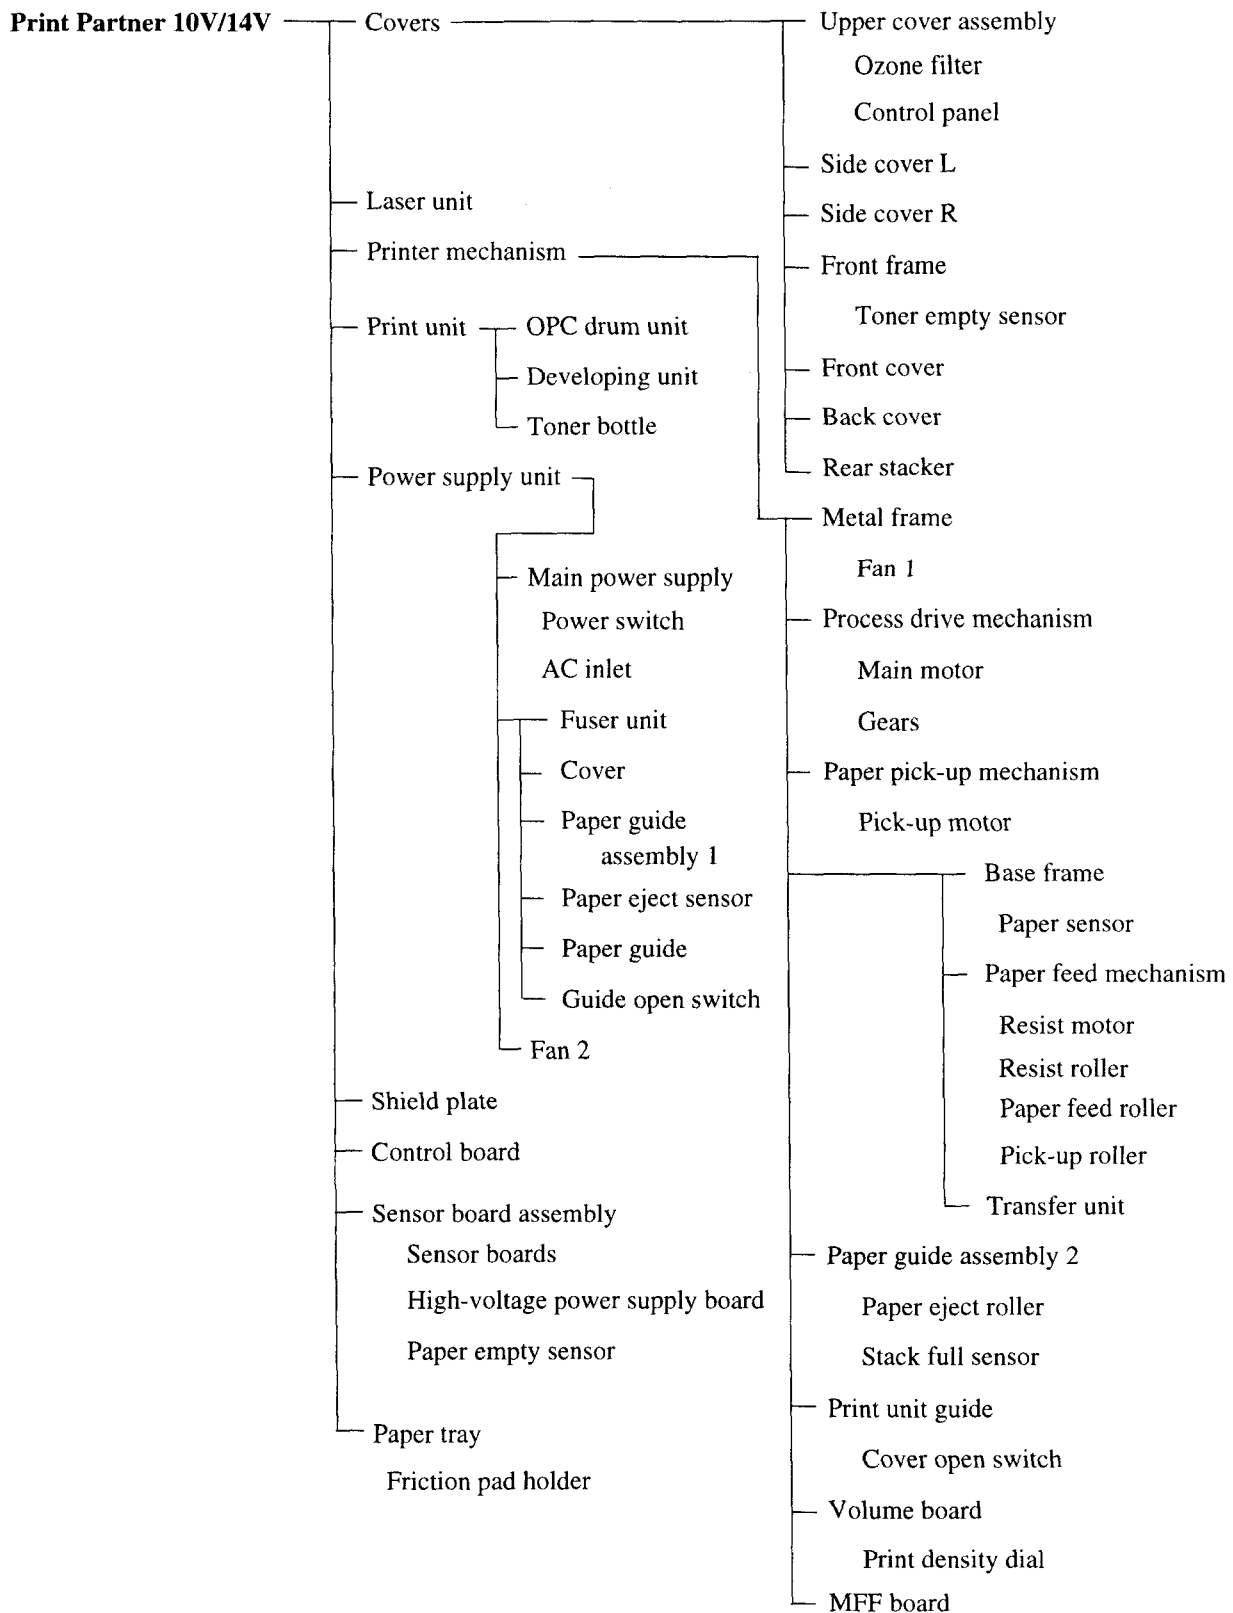 Print Partner 10V/14V
Covers
Upper cover assembly
Ozone filter
Control panel
Side cover L
Side cover R
Front frame
Toner empty sensor
Front cover
Back cover
Rear stacker
Laser unit
Printer mechanism
Metal frame
Fan 1
Process drive mechanism
Main motor
Gears
Paper pick-up mechanism
Pick-up motor
Base frame
Paper sensor
Paper feed mechanism
Resist motor
Resist roller
Paper feed roller
Pick-up roller
Transfer unit
Paper guide assembly 2
Paper eject roller
Stack full sensor
Print unit guide
Cover open switch
Volume board
Print density dial
MFF board
Print unit
OPC drum unit
Developing unit
Toner bottle
Power supply unit
Main power supply
Power switch
AC inlet
Fuser unit
Cover
Paper guide
assembly 1
Paper eject sensor
Paper guide
Guide open switch
Fan 2
Shield plate
Control board
Sensor board assembly
Sensor boards
High-voltage power supply board
Paper empty sensor
Paper tray
Friction pad holder